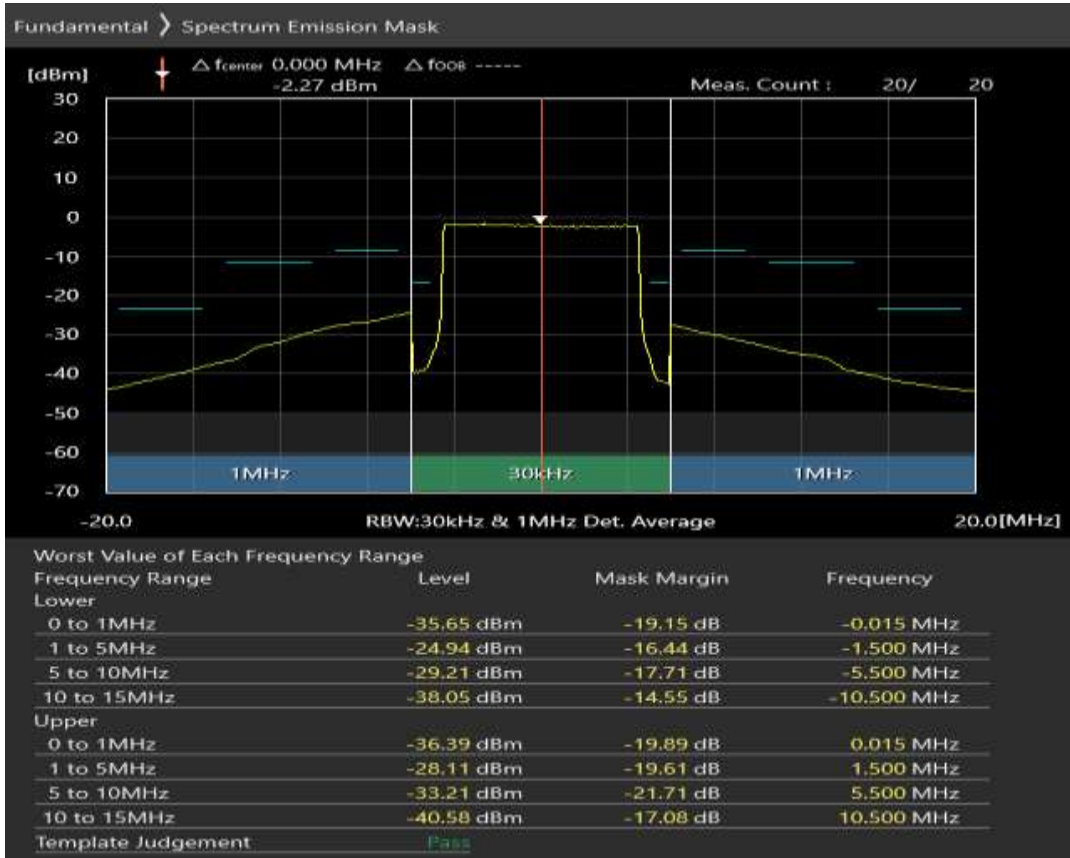 Fundamental ❯ Spectrum Emission Mask
[dBm] △ fcenter 0.000 MHz △ fOOB -----
-2.27 dBm Meas. Count : 20/ 20
30
20
10
0
-10
-20
-30
-40
-50
-60
-70
1MHz 30kHz 1MHz
-20.0 RBW:30kHz & 1MHz Det. Average 20.0[MHz]
Worst Value of Each Frequency Range
Frequency Range Level Mask Margin Frequency
Lower
0 to 1MHz -35.65 dBm -19.15 dB -0.015 MHz
1 to 5MHz -24.94 dBm -16.44 dB -1.500 MHz
5 to 10MHz -29.21 dBm -17.71 dB -5.500 MHz
10 to 15MHz -38.05 dBm -14.55 dB -10.500 MHz
Upper
0 to 1MHz -36.39 dBm -19.89 dB 0.015 MHz
1 to 5MHz -28.11 dBm -19.61 dB 1.500 MHz
5 to 10MHz -33.21 dBm -21.71 dB 5.500 MHz
10 to 15MHz -40.58 dBm -17.08 dB 10.500 MHz
Template Judgement Pass